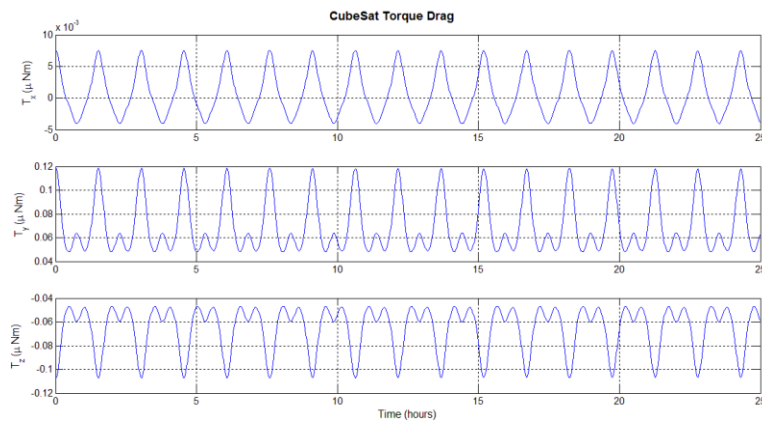 CubeSat Torque Drag
x 10⁻³
10
5
0
-5
T_x (μ Nm)
0 5 10 15 20 25
0.12
0.1
0.08
0.06
0.04
T_y (μ Nm)
0 5 10 15 20 25
-0.04
-0.06
-0.08
-0.1
-0.12
T_z (μ Nm)
0 5 10 15 20 25
Time (hours)